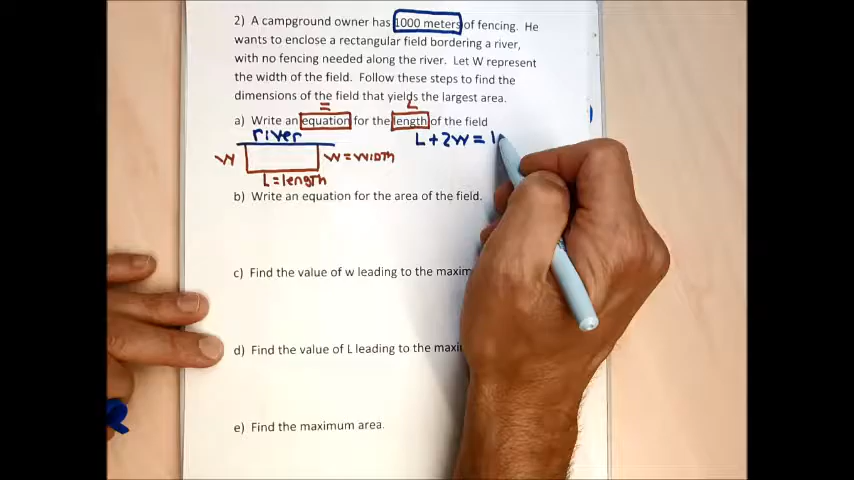 2) A campground owner has 1000 meters of fencing. He
wants to enclose a rectangular field bordering a river,
with no fencing needed along the river. Let W represent
the width of the field. Follow these steps to find the
dimensions of the field that yields the largest area.
= L
a) Write an equation for the length of the field
river L + 2W = 1
W W = WIDTH
L = length
b) Write an equation for the area of the field.
c) Find the value of w leading to the maxim
d) Find the value of L leading to the maxi
e) Find the maximum area.